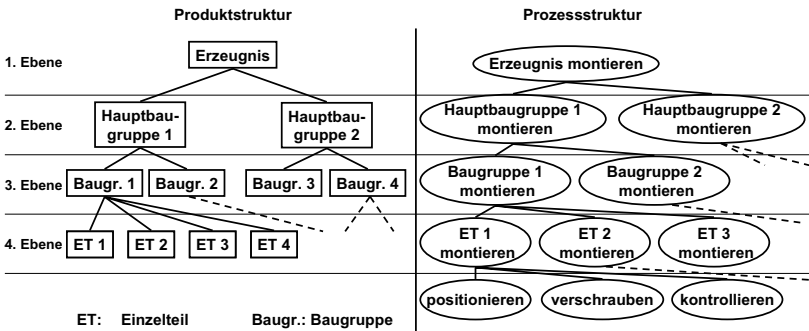 Produktstruktur
Prozessstruktur
1. Ebene
Erzeugnis
Erzeugnis montieren
2. Ebene
Hauptbau-
gruppe 1
Hauptbau-
gruppe 2
Hauptbaugruppe 1
montieren
Hauptbaugruppe 2
montieren
3. Ebene
Baugr. 1
Baugr. 2
Baugr. 3
Baugr. 4
Baugruppe 1
montieren
Baugruppe 2
montieren
4. Ebene
ET 1
ET 2
ET 3
ET 4
ET 1
montieren
ET 2
montieren
ET 3
montieren
positionieren
verschrauben
kontrollieren
ET: Einzelteil
Baugr.: Baugruppe